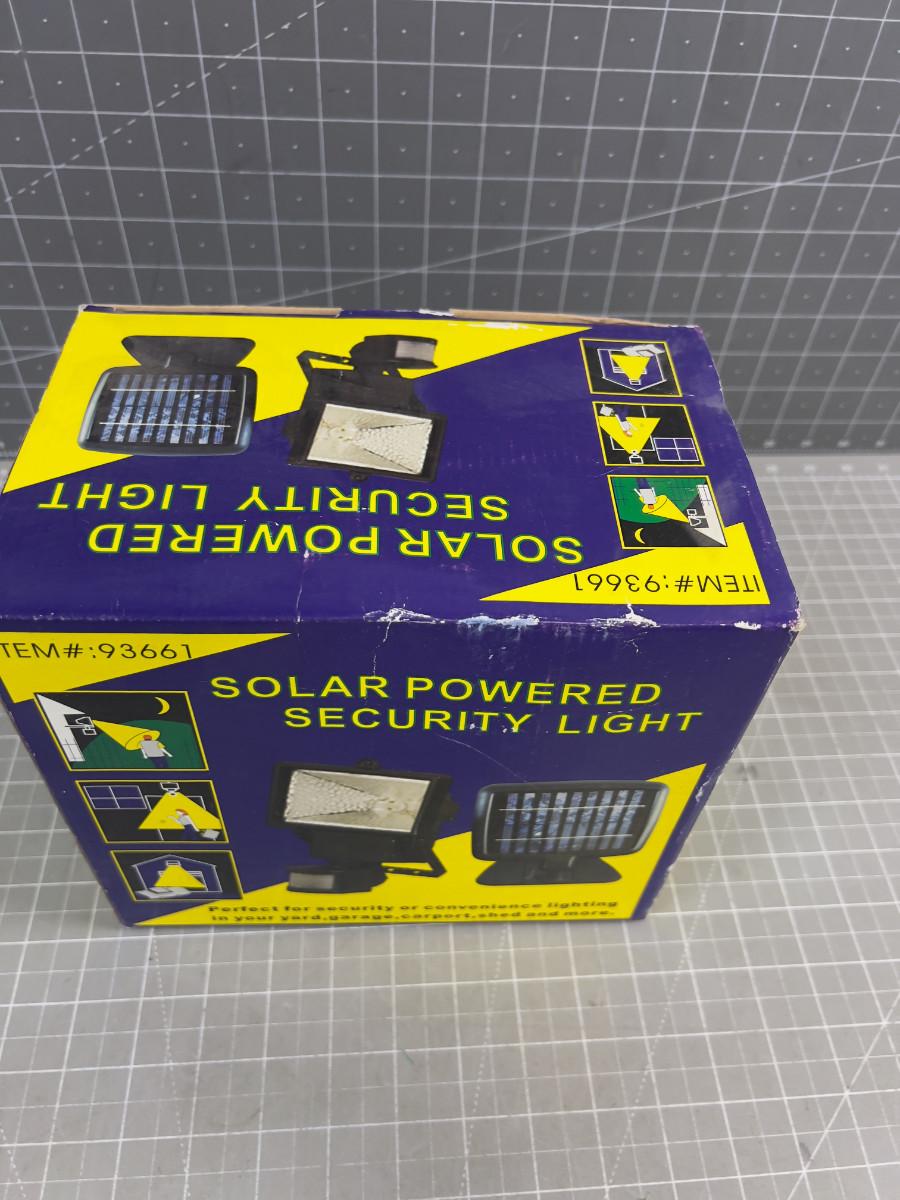 SOLAR POWERED
SECURITY LIGHT
ITEM#:93661
TEM#:93661
SOLAR POWERED
SECURITY LIGHT
Perfect for security or convenience lighting
in your yard,garage,carport,shed and more.